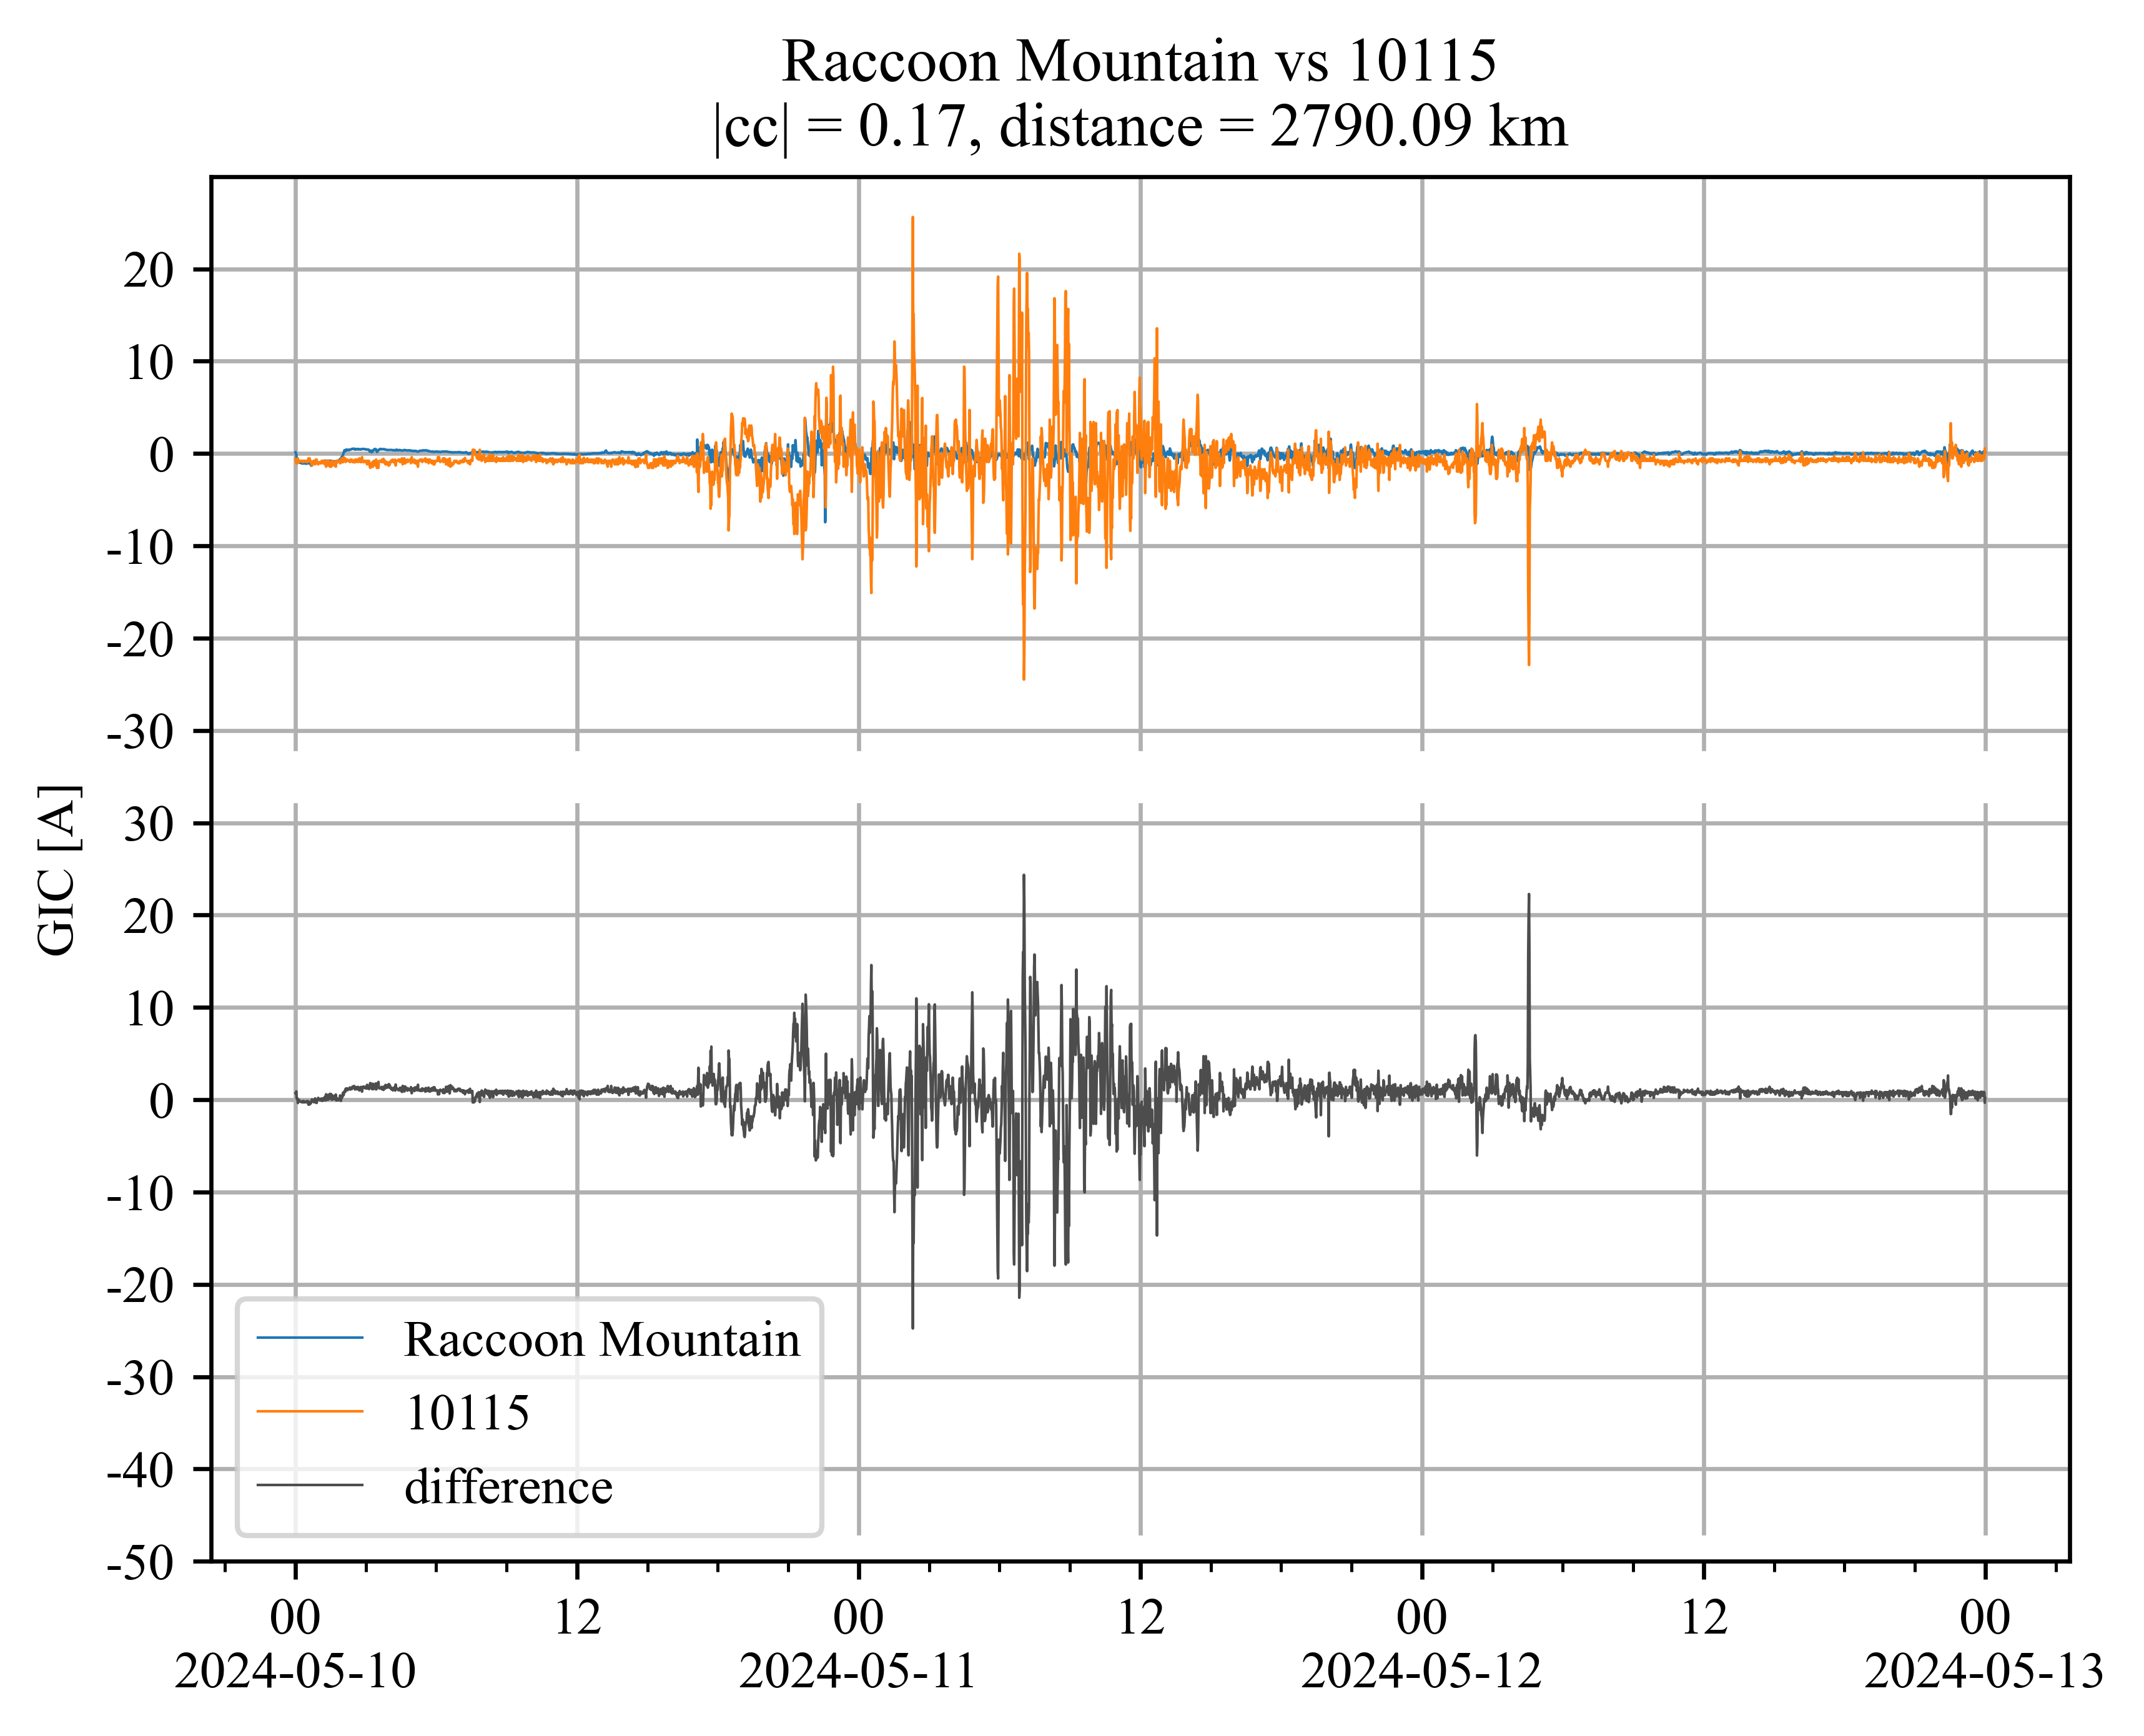 Raccoon Mountain vs 10115
|cc| = 0.17, distance = 2790.09 km
GIC [A]
20
10
0
-10
-20
-30
30
20
10
0
-10
-20
-30
-40
-50
Raccoon Mountain
10115
difference
00 12 00 12 00 12 00
2024-05-10 2024-05-11 2024-05-12 2024-05-13